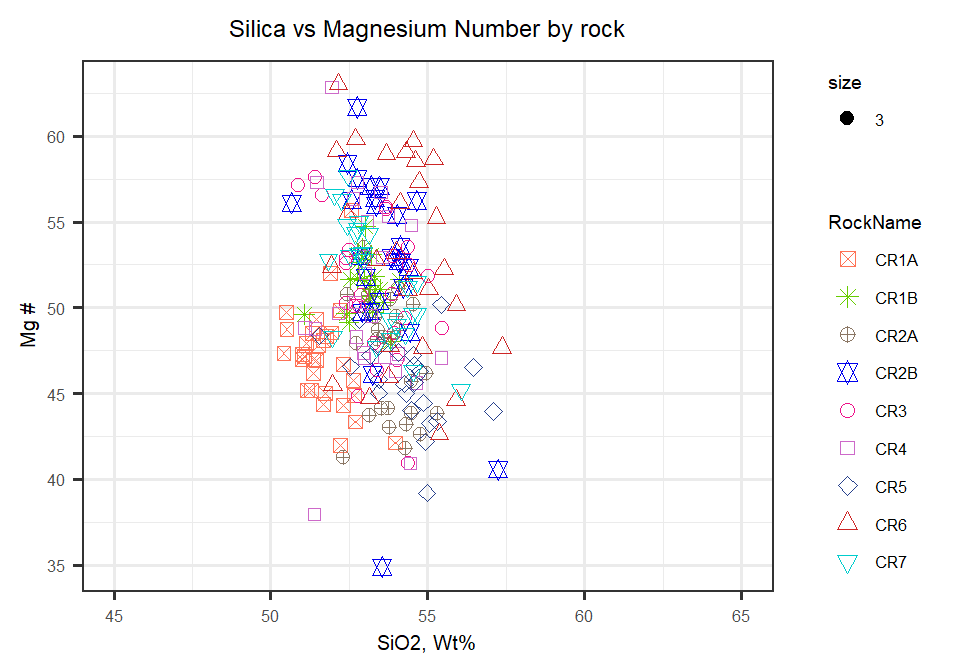 Silica vs Magnesium Number by rock
Mg #
60
55
50
45
40
35
45
50
55
60
65
SiO2, Wt%
size
3
RockName
CR1A
CR1B
CR2A
CR2B
CR3
CR4
CR5
CR6
CR7